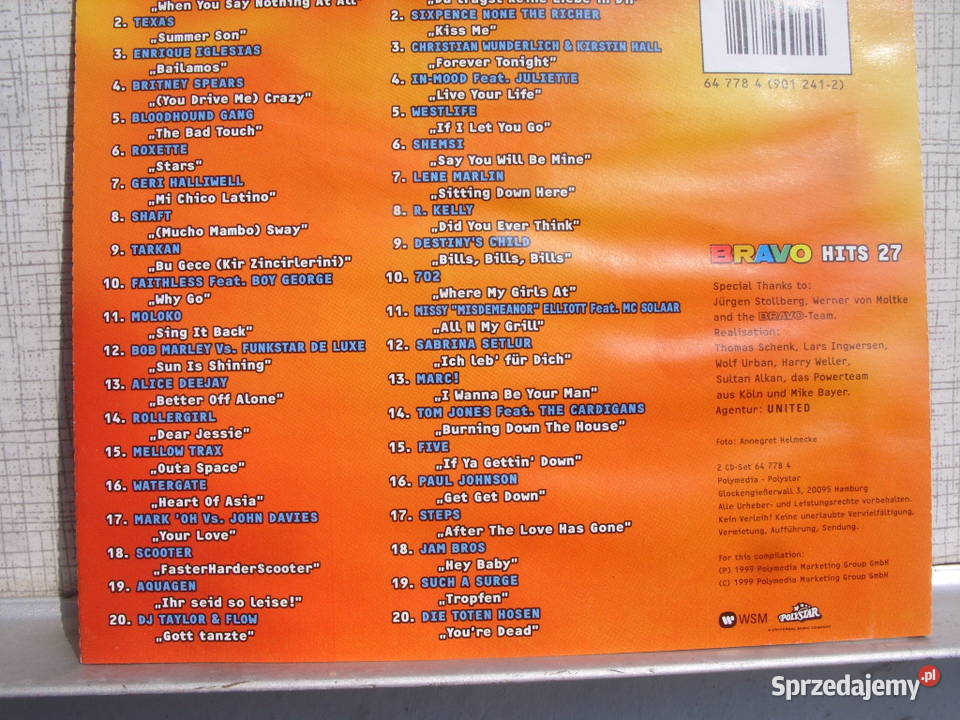 „When You Say Nothing At All"
2. TEXAS
„Summer Son"
3. ENRIQUE IGLESIAS
„Bailamos"
4. BRITNEY SPEARS
„(You Drive Me) Crazy"
5. BLOODHOUND GANG
„The Bad Touch"
6. ROXETTE
„Stars"
7. GERI HALLIWELL
„Mi Chico Latino"
8. SHAFT
„(Mucho Mambo) Sway"
9. TARKAN
„Bu Gece (Kir Zincirlerini)"
10. FAITHLESS Feat. BOY GEORGE
„Why Go"
11. MOLOKO
„Sing It Back"
12. BOB MARLEY Vs. FUNKSTAR DE LUXE
„Sun Is Shining"
13. ALICE DEEJAY
„Better Off Alone"
14. ROLLERGIRL
„Dear Jessie"
15. MELLOW TRAX
„Outa Space"
16. WATERGATE
„Heart Of Asia"
17. MARK 'OH Vs. JOHN DAVIES
„Your Love"
18. SCOOTER
„FasterHarderScooter"
19. AQUAGEN
„Ihr seid so leise!"
20. DJ TAYLOR & FLOW
„Gott tanzte"
„Du trägst keine Liebe in Dir"
2. SIXPENCE NONE THE RICHER
„Kiss Me"
3. CHRISTIAN WUNDERLICH & KIRSTIN HALL
„Forever Tonight"
4. IN-MOOD Feat. JULIETTE
„Live Your Life"
5. WESTLIFE
„If I Let You Go"
6. SHEMSI
„Say You Will Be Mine"
7. LENE MARLIN
„Sitting Down Here"
8. R. KELLY
„Did You Ever Think"
9. DESTINY'S CHILD
„Bills, Bills, Bills"
10. 702
„Where My Girls At"
11. MISSY "MISDEMEANOR" ELLIOTT Feat. MC SOLAAR
„All N My Grill"
12. SABRINA SETLUR
„Ich leb' für Dich"
13. MARC!
„I Wanna Be Your Man"
14. TOM JONES Feat. THE CARDIGANS
„Burning Down The House"
15. FIVE
„If Ya Gettin' Down"
16. PAUL JOHNSON
„Get Get Down"
17. STEPS
„After The Love Has Gone"
18. JAM BROS
„Hey Baby"
19. SUCH A SURGE
„Tropfen"
20. DIE TOTEN HOSEN
„You're Dead"
64 778 4 (901 241-2)
BRAVO HITS 27
Special Thanks to:
Jürgen Stollberg, Werner von Moltke
and the BRAVO-Team.
Realisation:
Thomas Schenk, Lars Ingwersen,
Wolf Urban, Harry Weller,
Sultan Alkan, das Powerteam
aus Köln und Mike Bayer.
Agentur: UNITED
Foto: Annegret Helmecke
2 CD-Set 64 778 4
Polymedia - Polystar
Glockengießerwall 3, 20095 Hamburg
Alle Urheber- und Leistungsrechte vorbehalten.
Kein Verleih! Keine unerlaubte Vervielfältigung,
Vermietung, Aufführung, Sendung.
For this compilation:
(P) 1999 Polymedia Marketing Group GmbH
(C) 1999 Polymedia Marketing Group GmbH
WSM POLYSTAR
A UNIVERSAL MUSIC COMPANY
Sprzedajemy.pl